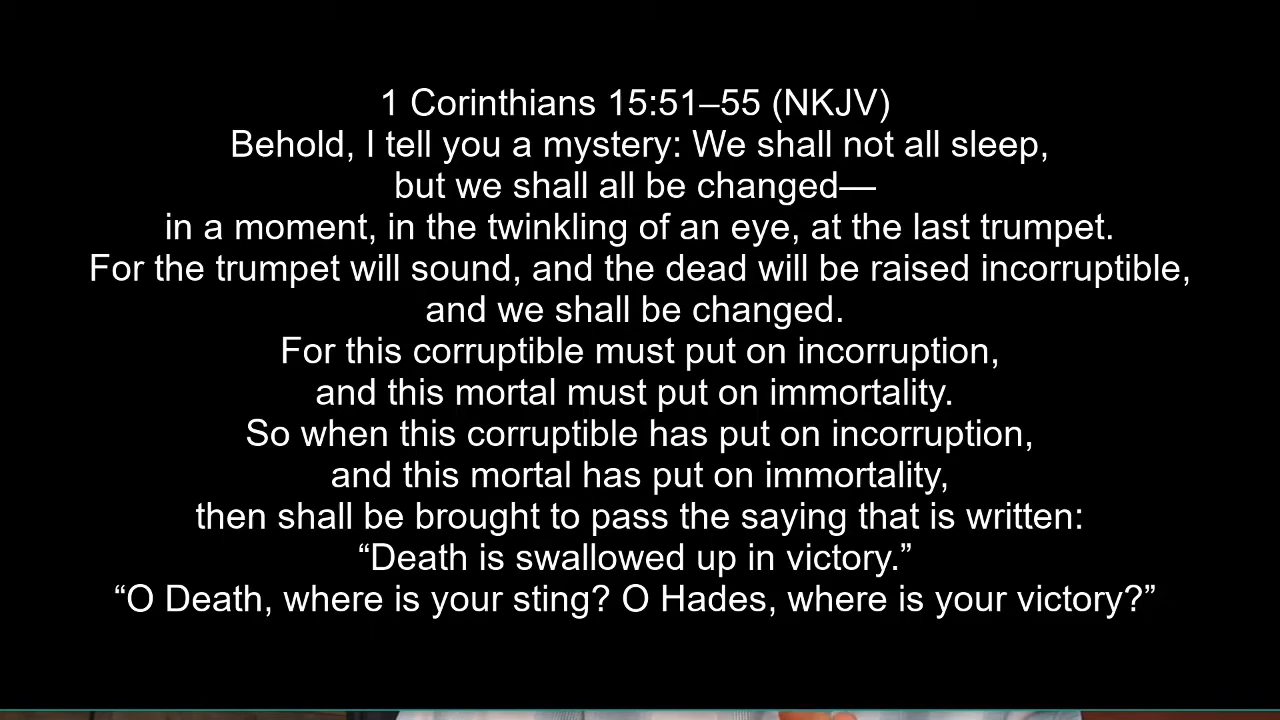 1 Corinthians 15:51–55 (NKJV)
Behold, I tell you a mystery: We shall not all sleep,
but we shall all be changed—
in a moment, in the twinkling of an eye, at the last trumpet.
For the trumpet will sound, and the dead will be raised incorruptible,
and we shall be changed.
For this corruptible must put on incorruption,
and this mortal must put on immortality.
So when this corruptible has put on incorruption,
and this mortal has put on immortality,
then shall be brought to pass the saying that is written:
“Death is swallowed up in victory.”
“O Death, where is your sting? O Hades, where is your victory?”